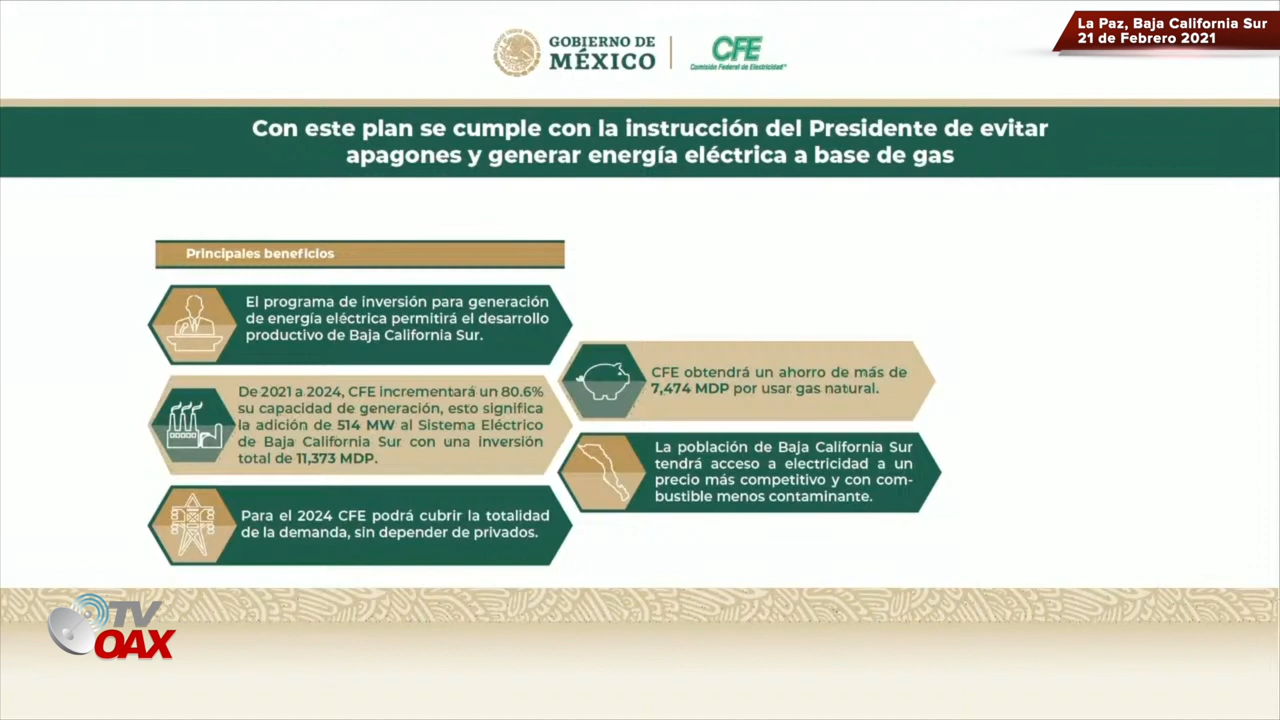 La Paz, Baja California Sur
21 de Febrero 2021
GOBIERNO DE
MÉXICO
CFE
Comisión Federal de Electricidad
Con este plan se cumple con la instrucción del Presidente de evitar
apagones y generar energía eléctrica a base de gas
Principales beneficios
El programa de inversión para generación
de energía eléctrica permitirá el desarrollo
productivo de Baja California Sur.
De 2021 a 2024, CFE incrementará un 80.6%
su capacidad de generación, esto significa
la adición de 514 MW al Sistema Eléctrico
de Baja California Sur con una inversión
total de 11,373 MDP.
Para el 2024 CFE podrá cubrir la totalidad
de la demanda, sin depender de privados.
CFE obtendrá un ahorro de más de
7,474 MDP por usar gas natural.
La población de Baja California Sur
tendrá acceso a electricidad a un
precio más competitivo y con com-
bustible menos contaminante.
TV
OAX